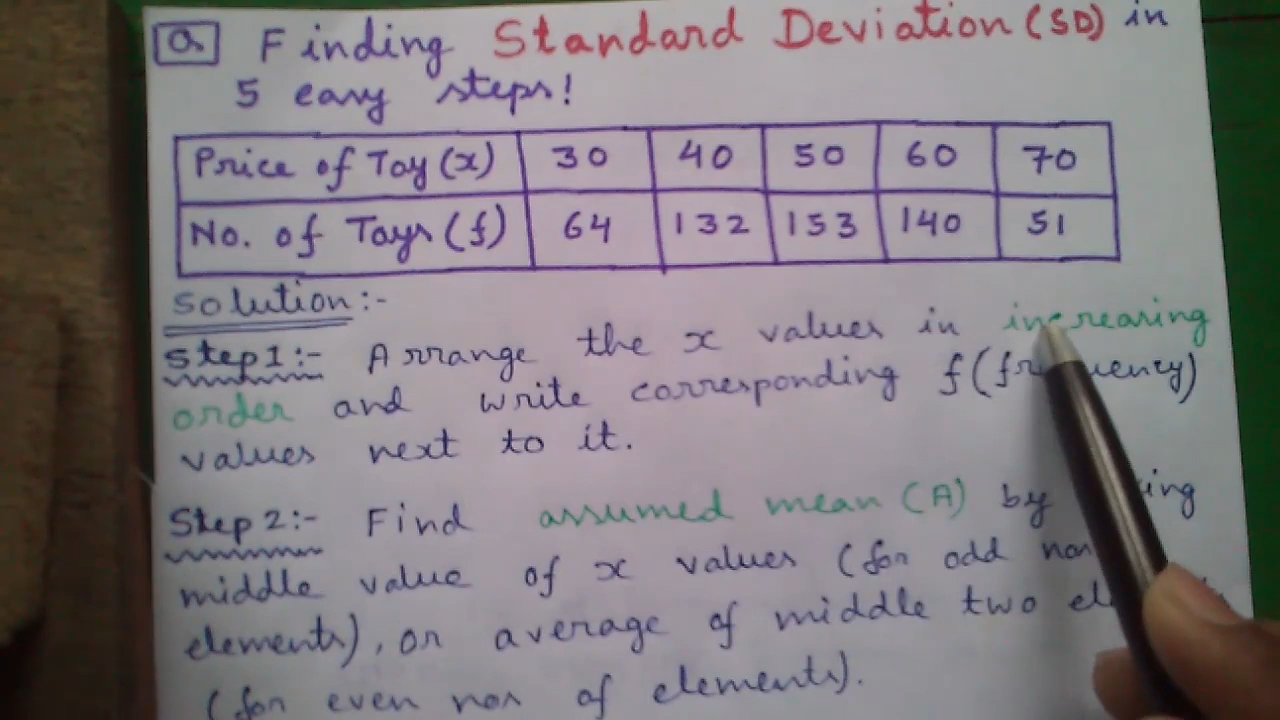 Q. Finding Standard Deviation (SD) in
5 easy steps!
Price of Toy (x) 30 40 50 60 70
No. of Toys (f) 64 132 153 140 51
Solution:-
Step 1:- Arrange the x values in increasing
order and write corresponding f (frequency)
values next to it.
Step 2:- Find assumed mean (A) by
middle value of x values (for odd nos
elements), or average of middle two
(for even nos of elements).